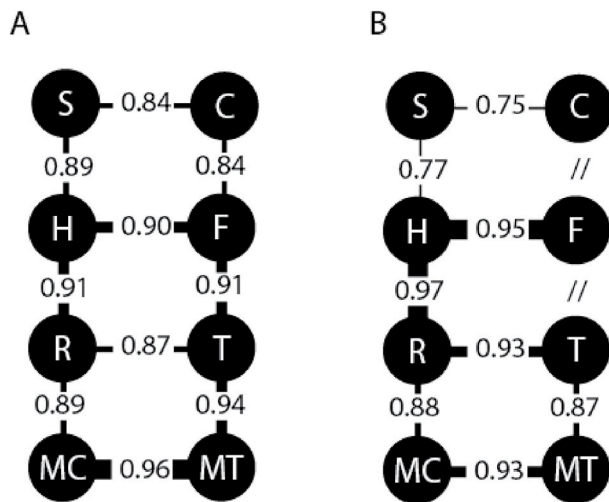 A
S 0.84 C
0.89 0.84
H 0.90 F
0.91 0.91
R 0.87 T
0.89 0.94
MC 0.96 MT
B
S 0.75 C
0.77 //
H 0.95 F
0.97 //
R 0.93 T
0.88 0.87
MC 0.93 MT